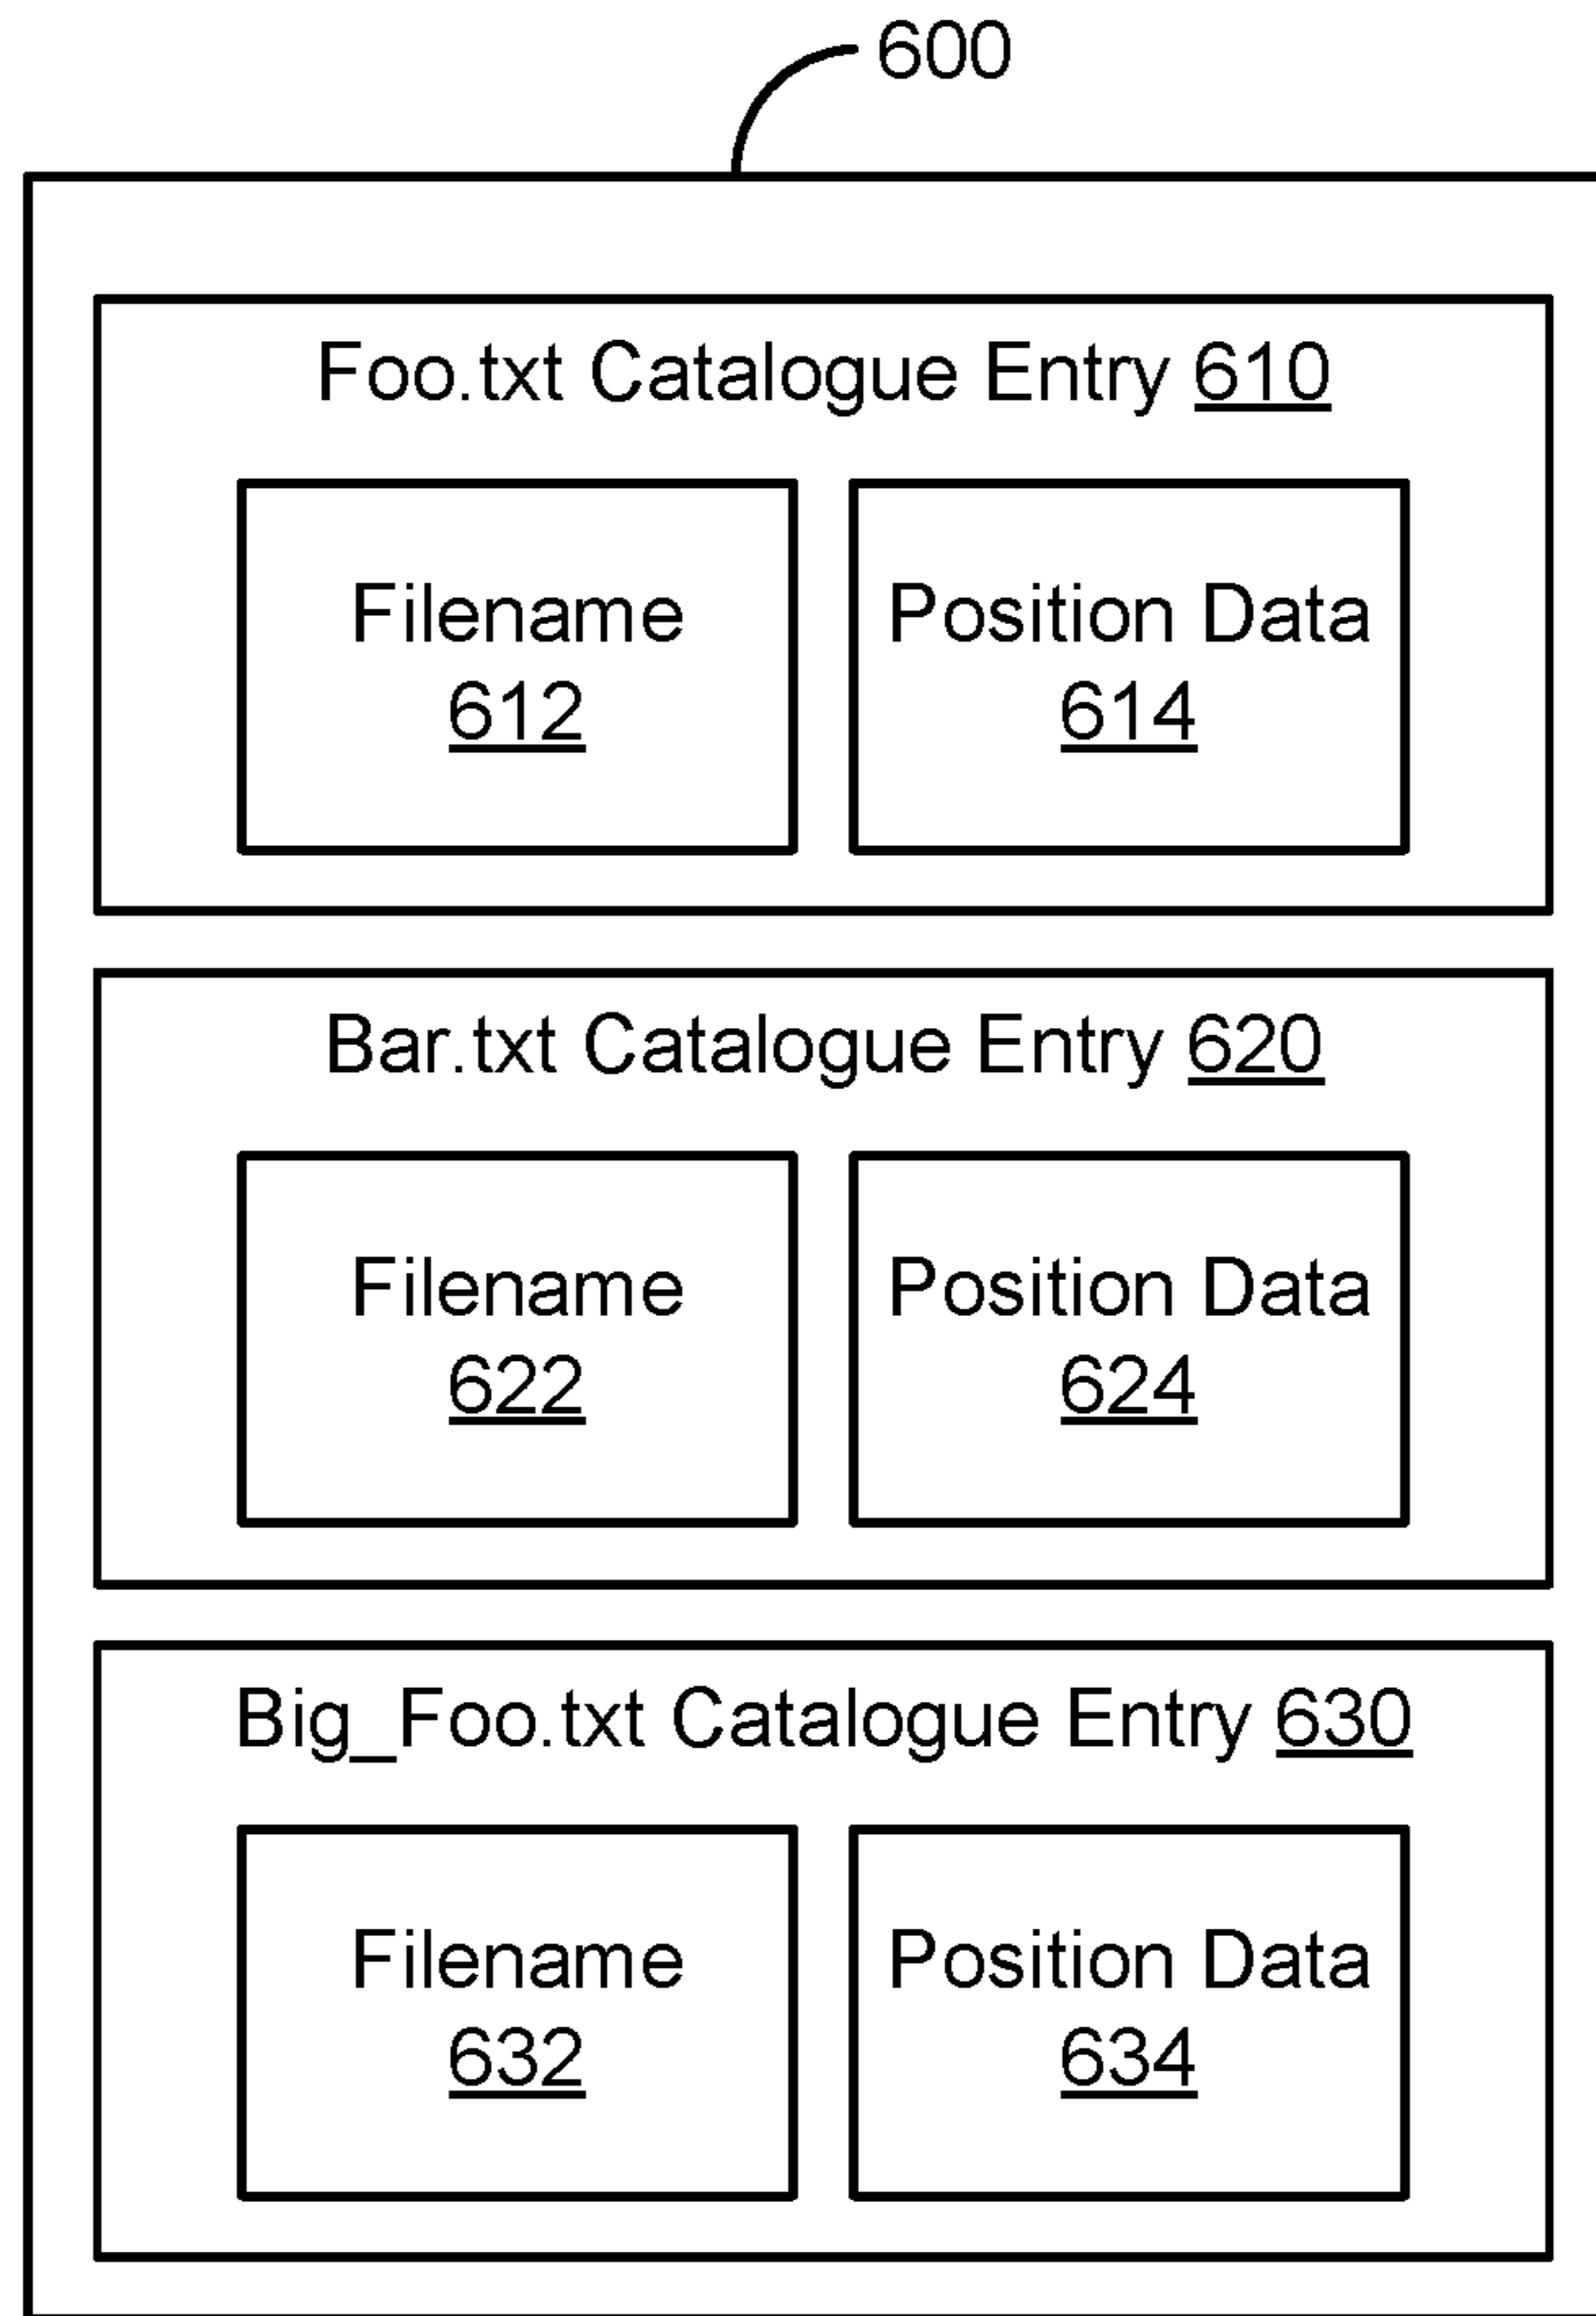 600
Foo.txt Catalogue Entry 610
Filename
612
Position Data
614
Bar.txt Catalogue Entry 620
Filename
622
Position Data
624
Big_Foo.txt Catalogue Entry 630
Filename
632
Position Data
634